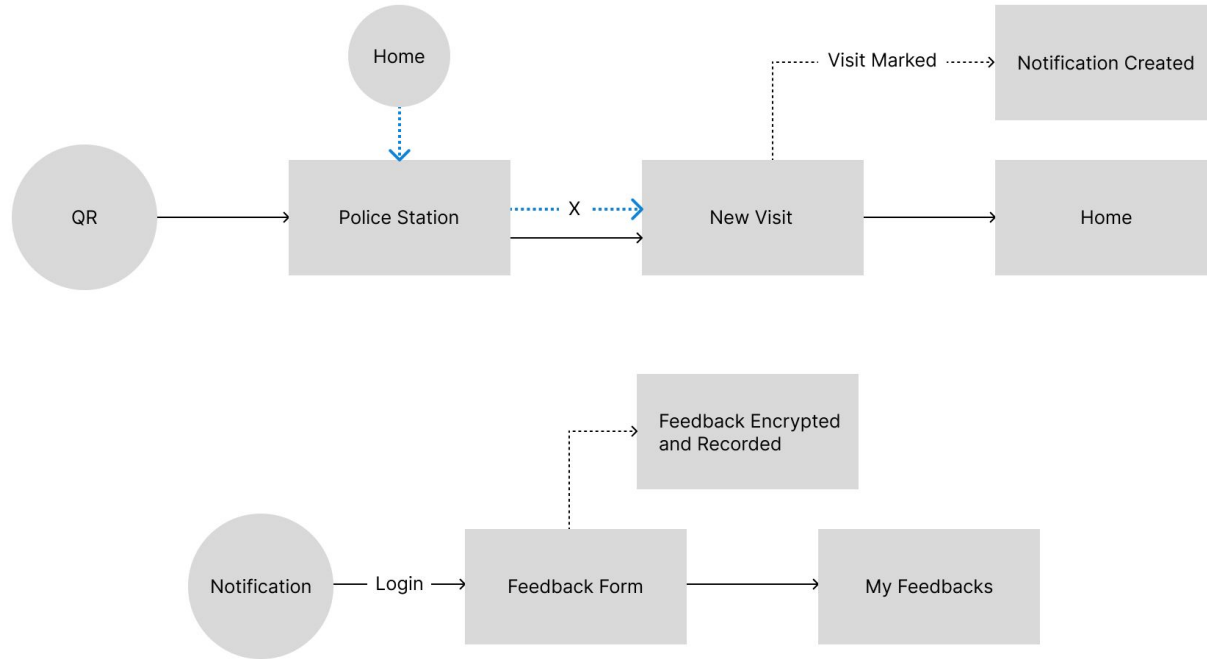 Home
Visit Marked
Notification Created
QR
Police Station
X
New Visit
Home
Feedback Encrypted
and Recorded
Notification
Login
Feedback Form
My Feedbacks